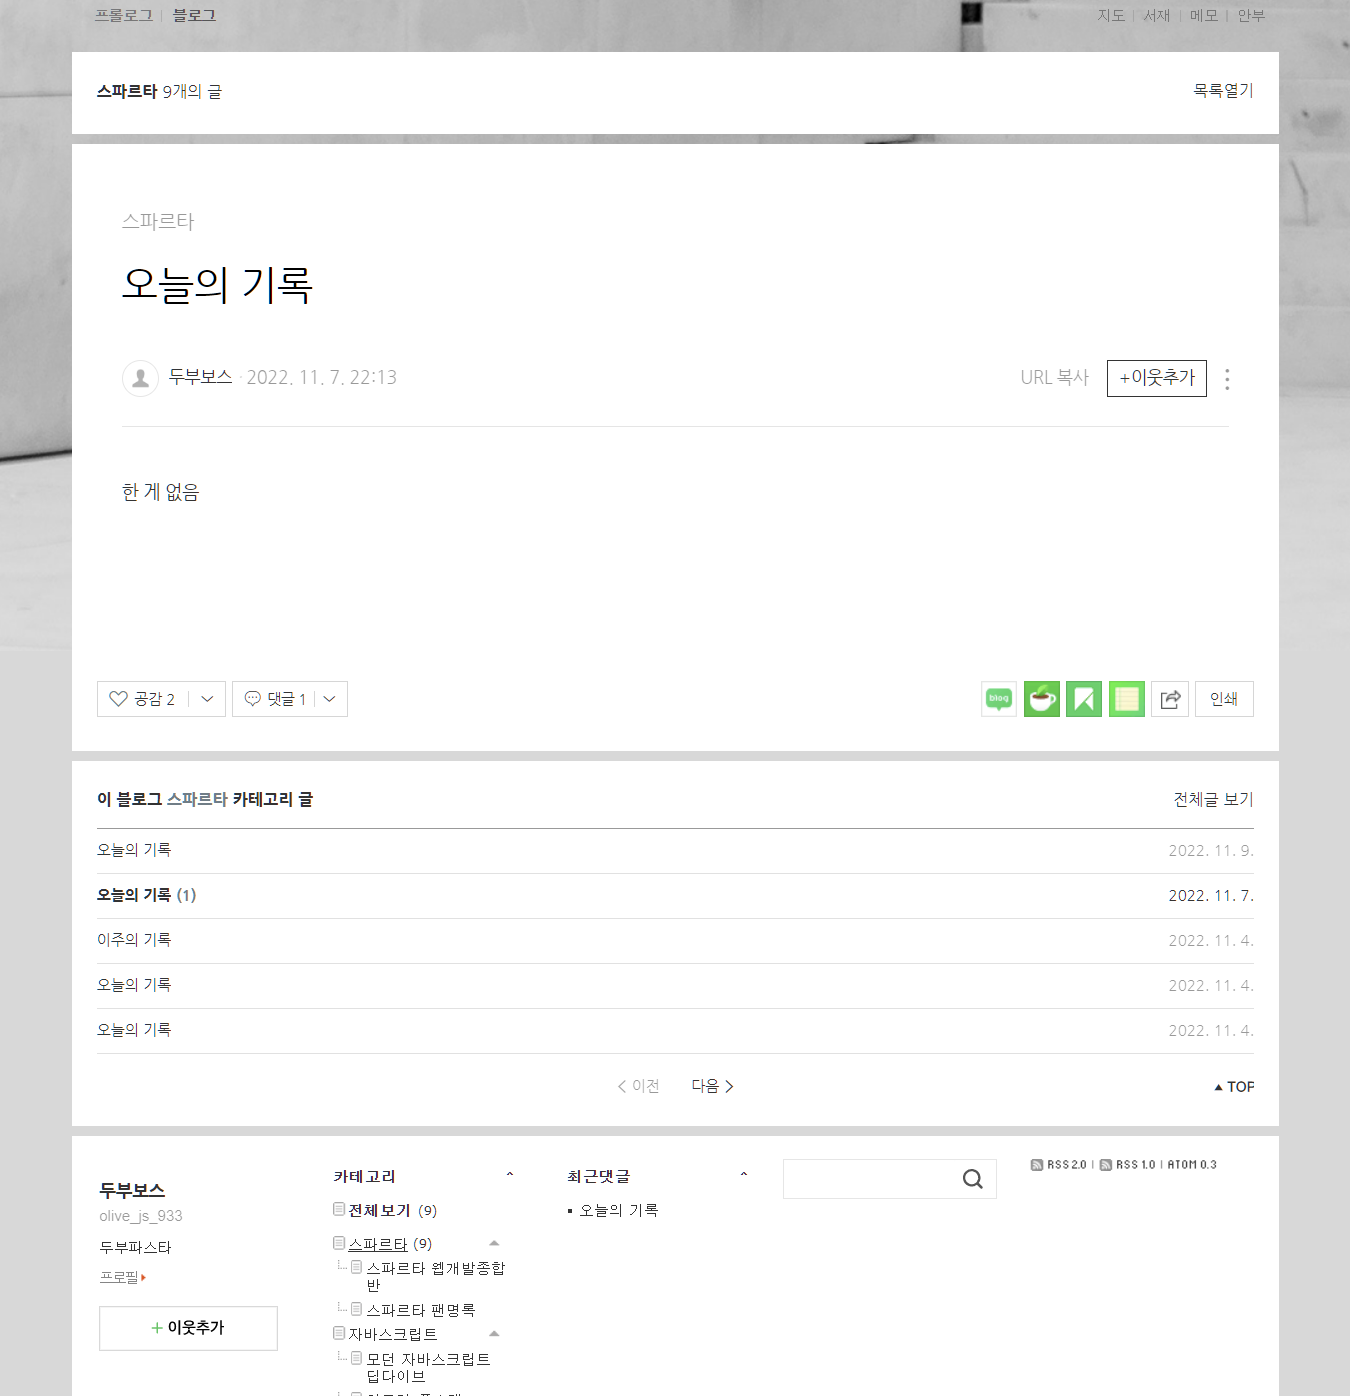 프롤로그 | 블로그
지도 | 서재 | 메모 | 안부
스파르타 9개의 글
목록열기
스파르타
오늘의 기록
두부보스 · 2022. 11. 7. 22:13
URL 복사 +이웃추가
한 게 없음
공감 2 댓글 1
blog
인쇄
이 블로그 스파르타 카테고리 글
전체글 보기
오늘의 기록 2022. 11. 9.
오늘의 기록 (1) 2022. 11. 7.
이주의 기록 2022. 11. 4.
오늘의 기록 2022. 11. 4.
오늘의 기록 2022. 11. 4.
< 이전 다음 >
▲ TOP
두부보스
olive_js_933
두부파스타
프로필
+ 이웃추가
카테고리
전체보기 (9)
스파르타 (9)
스파르타 웹개발종합
반
스파르타 팬명록
자바스크립트
모던 자바스크립트
딥다이브
최근댓글
오늘의 기록
RSS 2.0 | RSS 1.0 | ATOM 0.3